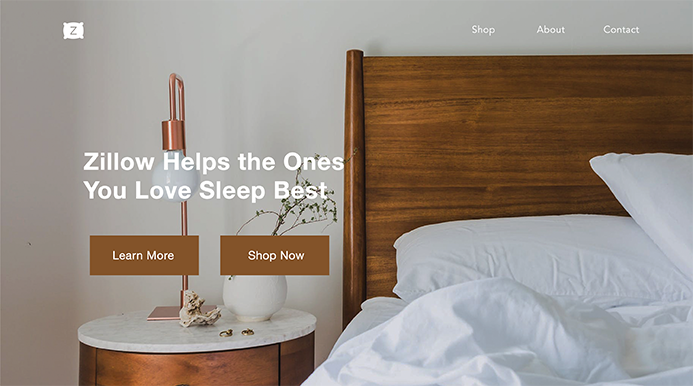 Z
Shop
About
Contact
Zillow Helps the Ones
You Love Sleep Best
Learn More
Shop Now